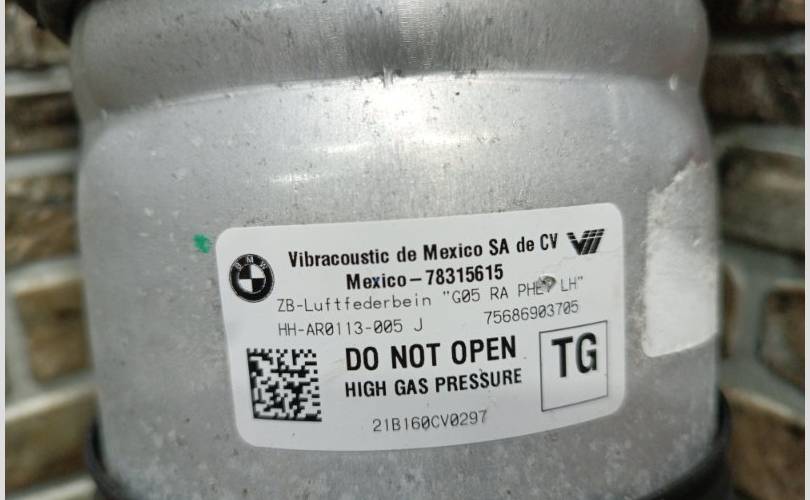 BMW
Vibracoustic de Mexico SA de CV
Mexico-78315615
ZB-Luftfederbein "G05 RA PHEV LH"
HH-AR0113-005 J 75686903705
DO NOT OPEN
HIGH GAS PRESSURE
TG
21B160CV0297